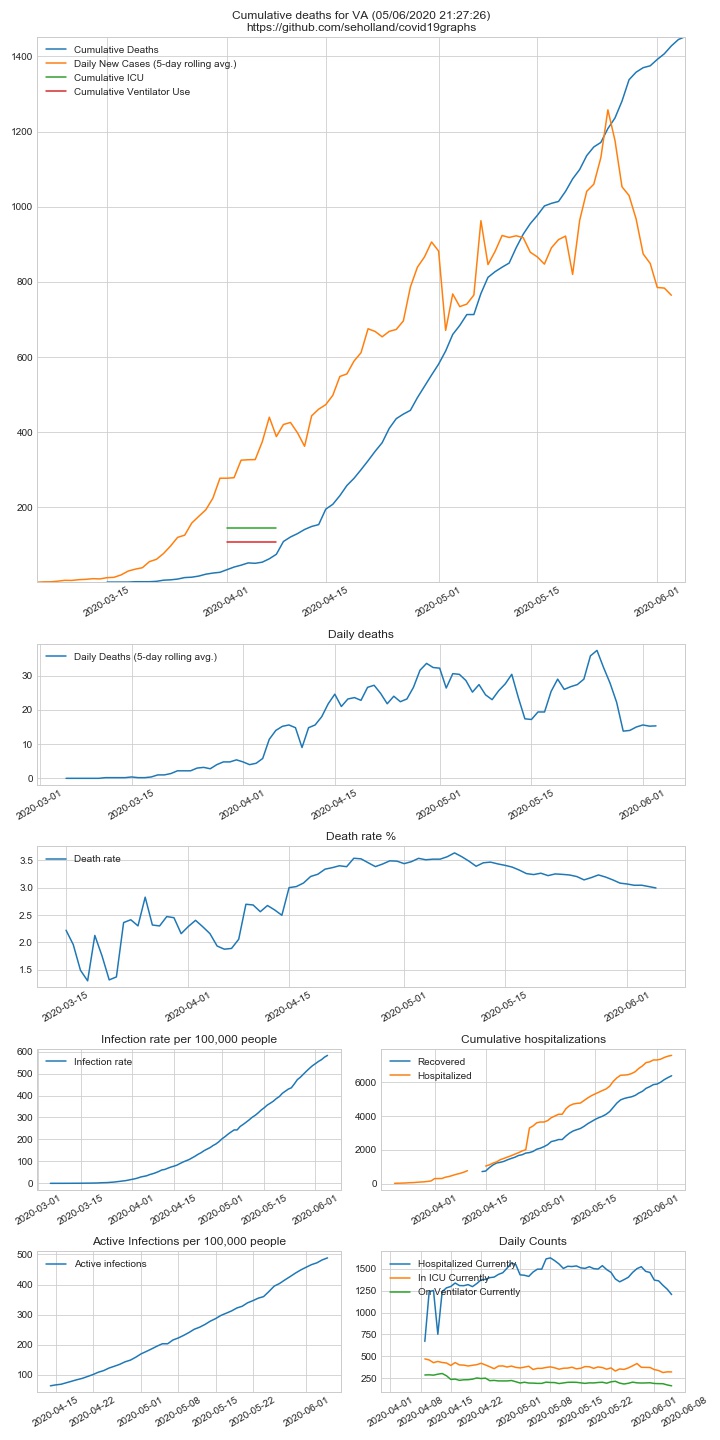 Cumulative deaths for VA (05/06/2020 21:27:26)
https://github.com/seholland/covid19graphs
Cumulative Deaths
Daily New Cases (5-day rolling avg.)
Cumulative ICU
Cumulative Ventilator Use
1400
1200
1000
800
600
400
200
2020-03-15 2020-04-01 2020-04-15 2020-05-01 2020-05-15 2020-06-01
Daily deaths
Daily Deaths (5-day rolling avg.)
30
20
10
0
2020-03-01 2020-03-15 2020-04-01 2020-04-15 2020-05-01 2020-05-15 2020-06-01
Death rate %
Death rate
3.5
3.0
2.5
2.0
1.5
2020-03-15 2020-04-01 2020-04-15 2020-05-01 2020-05-15 2020-06-01
Infection rate per 100,000 people
Infection rate
600
500
400
300
200
100
0
2020-03-01 2020-03-15 2020-04-01 2020-04-15 2020-05-01 2020-05-15 2020-06-01
Cumulative hospitalizations
Recovered
Hospitalized
6000
4000
2000
0
2020-04-01 2020-04-15 2020-05-01 2020-05-15 2020-06-01
Active Infections per 100,000 people
Active infections
500
400
300
200
100
2020-04-15 2020-04-22 2020-05-01 2020-05-08 2020-05-15 2020-05-22 2020-06-01
Daily Counts
Hospitalized Currently
In ICU Currently
On Ventilator Currently
1500
1250
1000
750
500
250
2020-04-01 2020-04-08 2020-04-15 2020-04-22 2020-05-01 2020-05-08 2020-05-15 2020-05-22 2020-06-01 2020-06-08